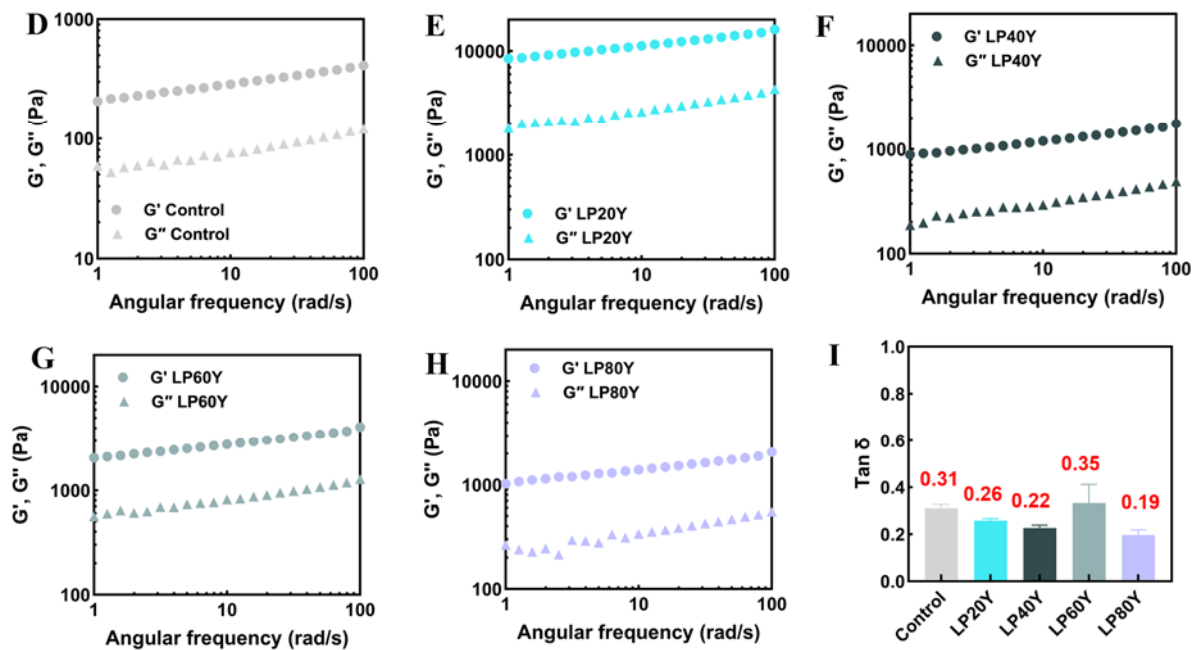 D
1000
100
10
G', G'' (Pa)
G' Control
G″ Control
1
10
100
Angular frequency (rad/s)
E
10000
1000
100
G', G'' (Pa)
G' LP20Y
G″ LP20Y
1
10
100
Angular frequency (rad/s)
F
10000
1000
100
G', G'' (Pa)
G' LP40Y
G″ LP40Y
1
10
100
Angular frequency (rad/s)
G
10000
1000
100
G', G'' (Pa)
G' LP60Y
G″ LP60Y
1
10
100
Angular frequency (rad/s)
H
10000
1000
100
G', G'' (Pa)
G' LP80Y
G″ LP80Y
1
10
100
Angular frequency (rad/s)
I
1.0
0.8
0.6
0.4
0.2
0.0
Tan δ
0.31
0.26
0.22
0.35
0.19
Control
LP20Y
LP40Y
LP60Y
LP80Y